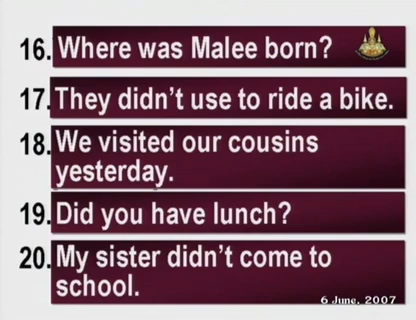 16. Where was Malee born?
17. They didn't use to ride a bike.
18. We visited our cousins
yesterday.
19. Did you have lunch?
20. My sister didn't come to
school.
6 June, 2007